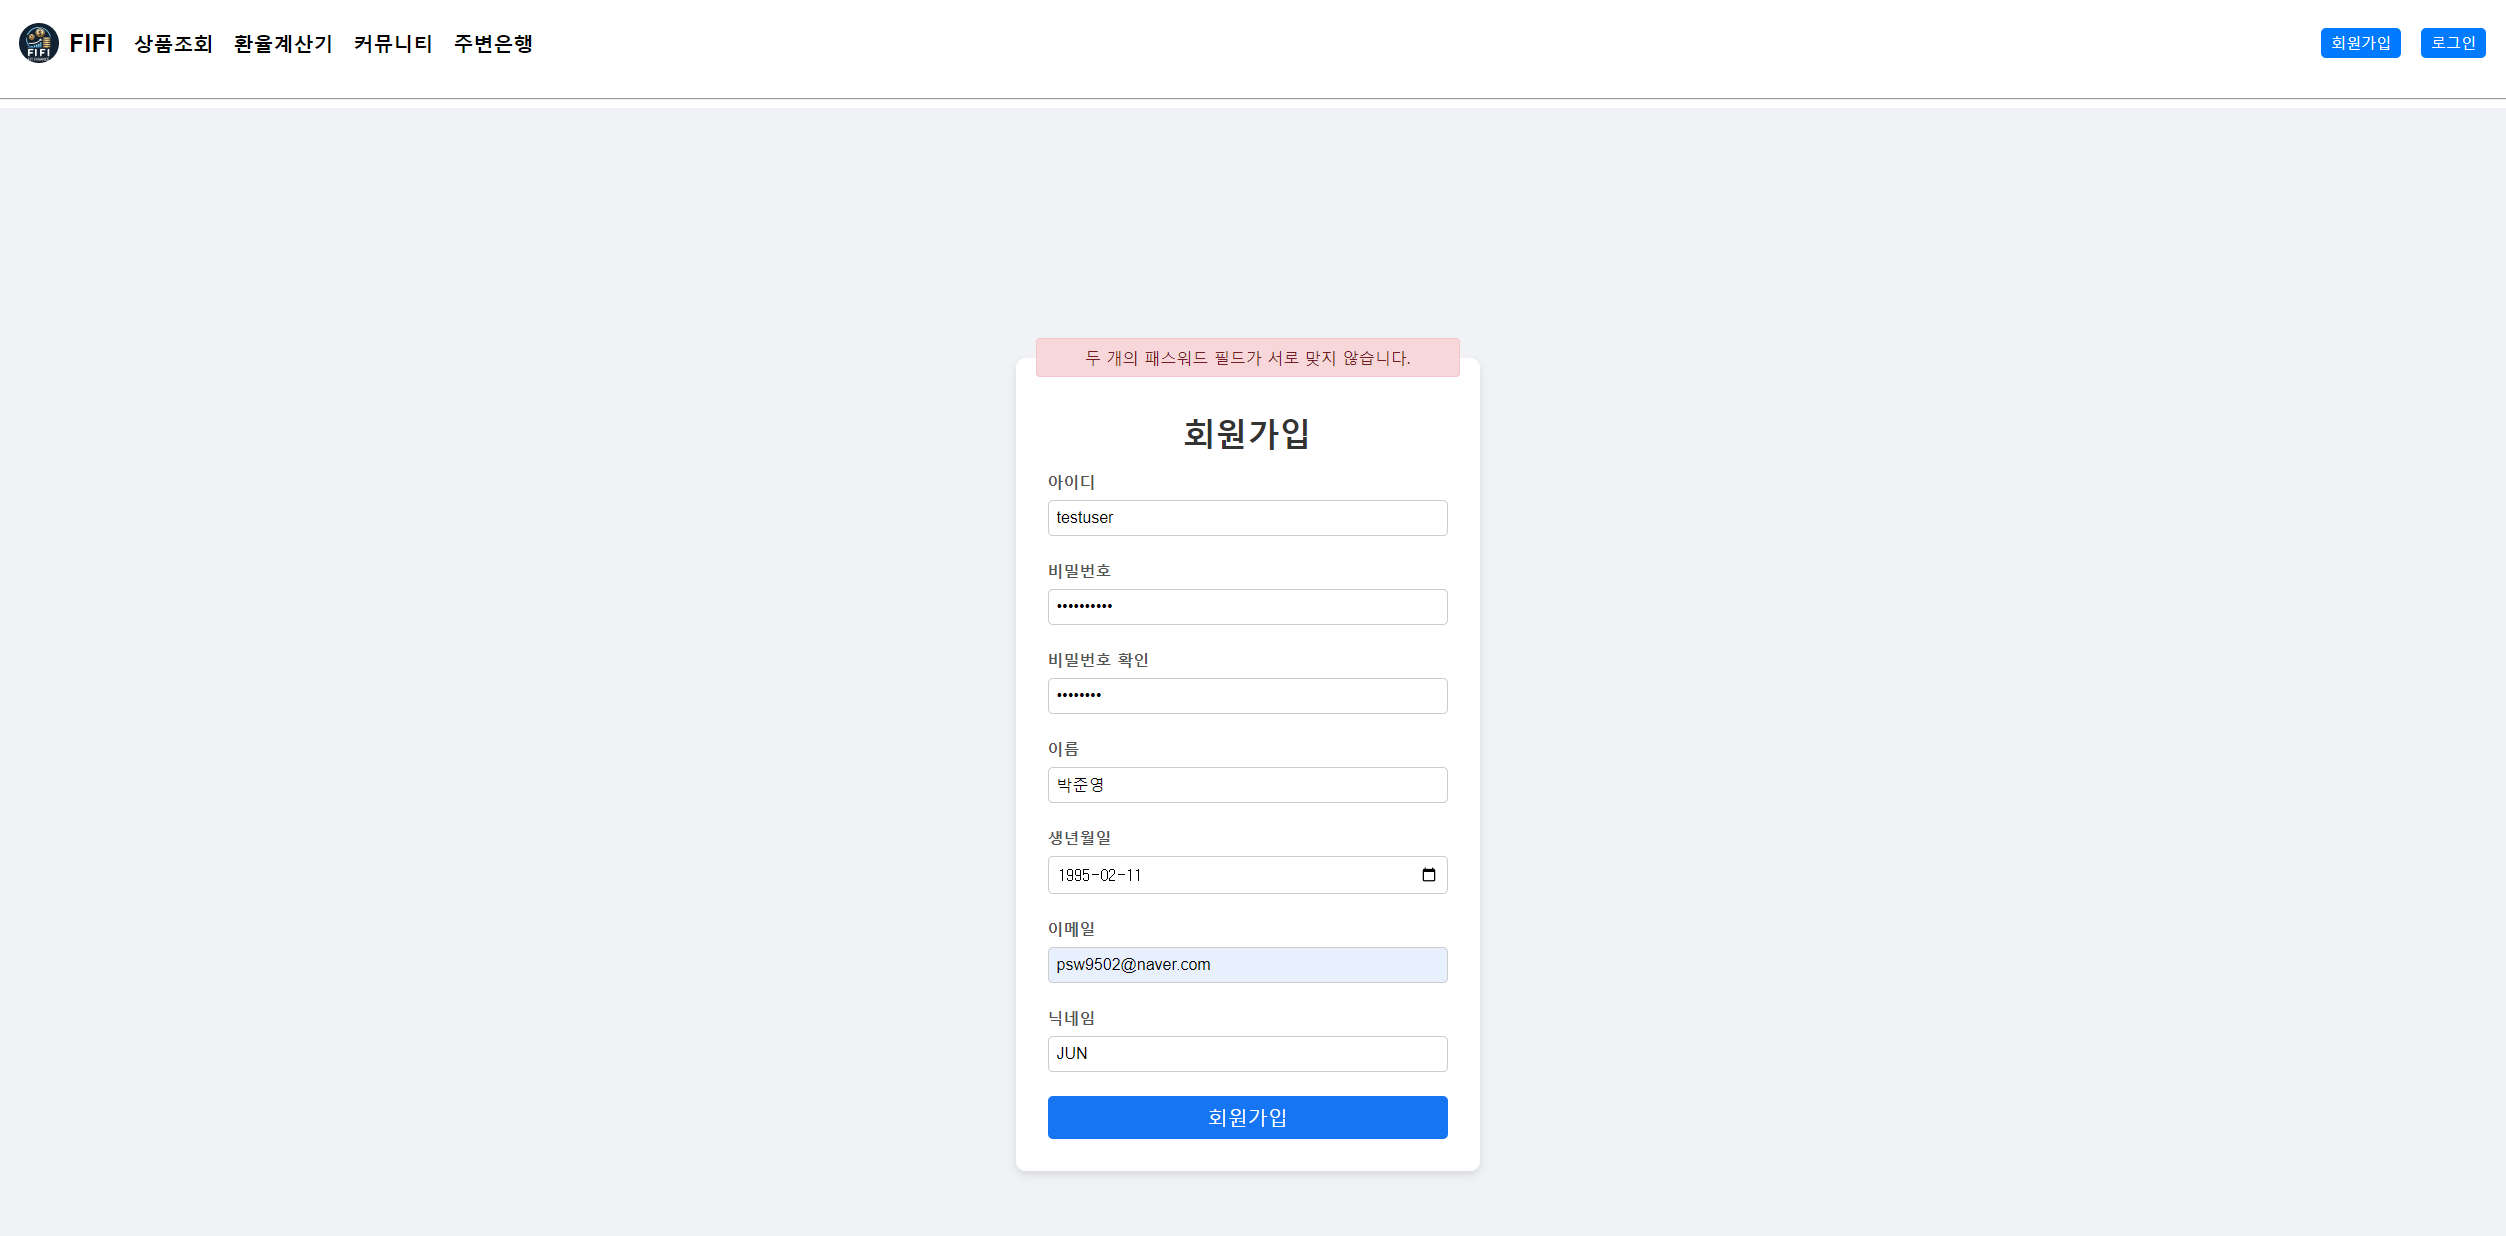 FIFI 상품조회 환율계산기 커뮤니티 주변은행 회원가입 로그인
두 개의 패스워드 필드가 서로 맞지 않습니다.
회원가입
아이디
testuser
비밀번호
••••••••••
비밀번호 확인
••••••••
이름
박준영
생년월일
1995-02-11
이메일
psw9502@naver.com
닉네임
JUN
회원가입